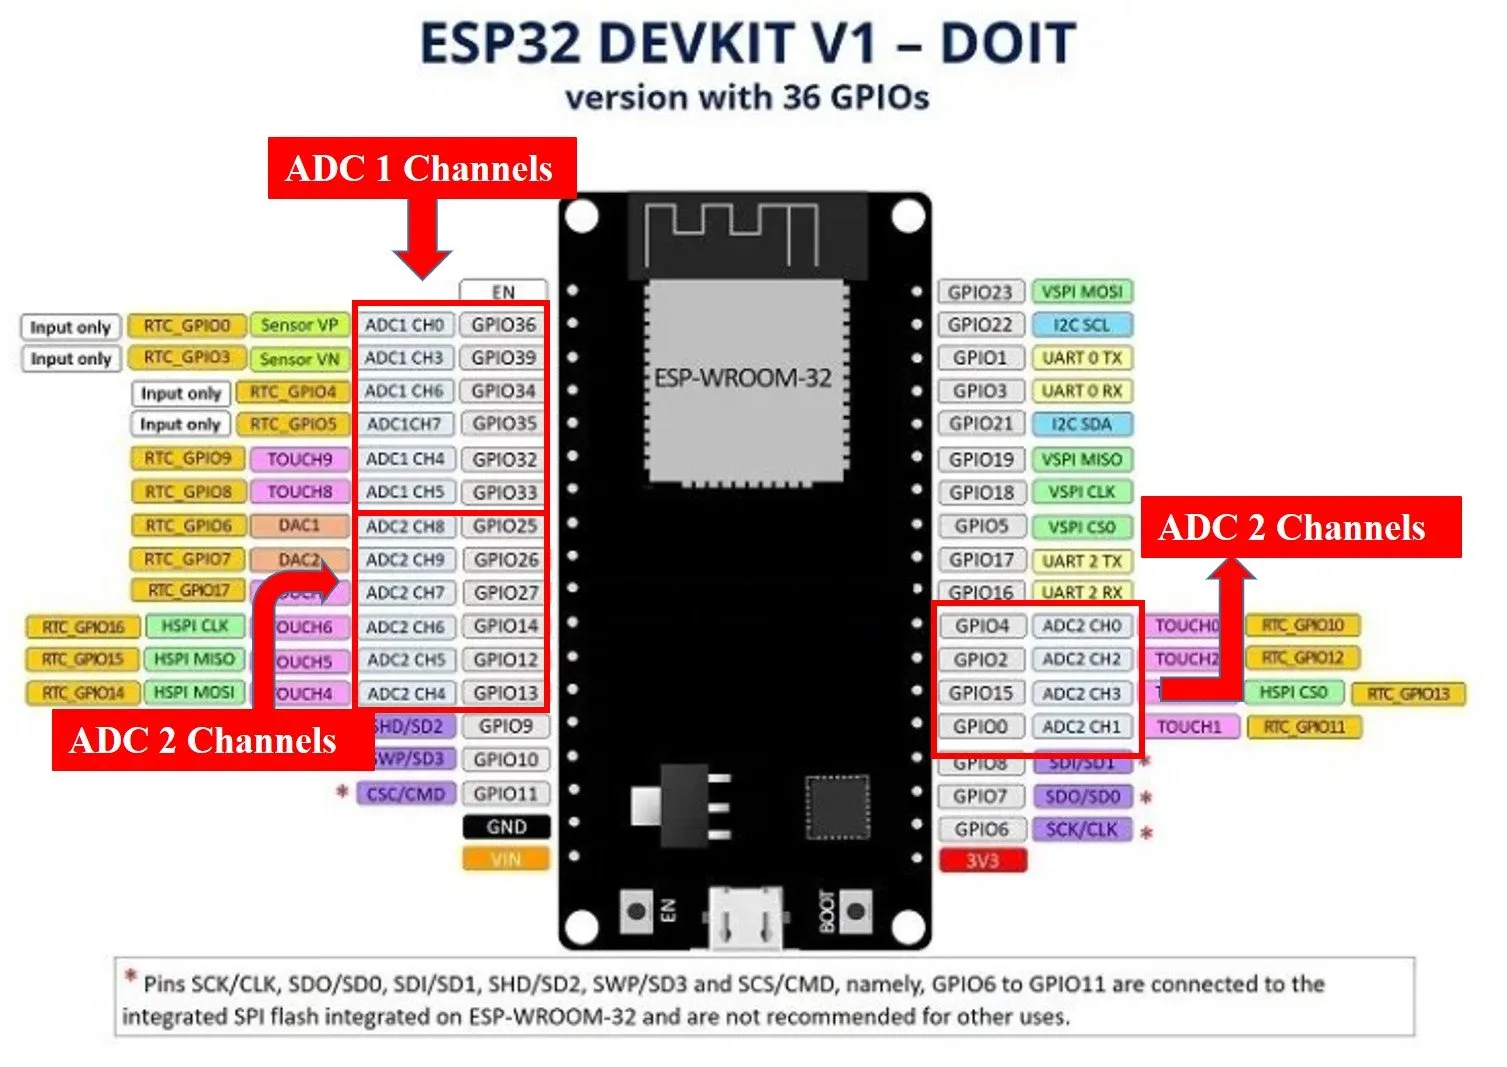 ESP32 DEVKIT V1 – DOIT
version with 36 GPIOs
ADC 1 Channels
EN
Input only RTC_GPIO0 Sensor VP ADC1 CH0 GPIO36
Input only RTC_GPIO3 Sensor VN ADC1 CH3 GPIO39
Input only RTC_GPIO4 ADC1 CH6 GPIO34
Input only RTC_GPIO5 ADC1CH7 GPIO35
RTC_GPIO9 TOUCH9 ADC1 CH4 GPIO32
RTC_GPIO8 TOUCH8 ADC1 CH5 GPIO33
RTC_GPIO6 DAC1 ADC2 CH8 GPIO25
RTC_GPIO7 DAC2 ADC2 CH9 GPIO26
RTC_GPIO17 ADC2 CH7 GPIO27
RTC_GPIO16 HSPI CLK OUCH6 ADC2 CH6 GPIO14
RTC_GPIO15 HSPI MISO OUCH5 ADC2 CH5 GPIO12
RTC_GPIO14 HSPI MOSI OUCH4 ADC2 CH4 GPIO13
ADC 2 Channels
SHD/SD2 GPIO9
SWP/SD3 GPIO10
* CSC/CMD GPIO11
GND
VIN
ESP-WROOM-32
EN
BOOT
GPIO23 VSPI MOSI
GPIO22 I2C SCL
GPIO1 UART 0 TX
GPIO3 UART 0 RX
GPIO21 I2C SDA
GPIO19 VSPI MISO
GPIO18 VSPI CLK
GPIO5 VSPI CS0
ADC 2 Channels
GPIO17 UART 2 TX
GPIO16 UART 2 RX
GPIO4 ADC2 CH0 TOUCH0 RTC_GPIO10
GPIO2 ADC2 CH2 TOUCH2 RTC_GPIO12
GPIO15 ADC2 CH3 HSPI CS0 RTC_GPIO13
GPIO0 ADC2 CH1 TOUCH1 RTC_GPIO11
GPIO8 SDI/SD1 *
GPIO7 SDO/SD0 *
GPIO6 SCK/CLK *
3V3
* Pins SCK/CLK, SDO/SD0, SDI/SD1, SHD/SD2, SWP/SD3 and SCS/CMD, namely, GPIO6 to GPIO11 are connected to the
integrated SPI flash integrated on ESP-WROOM-32 and are not recommended for other uses.